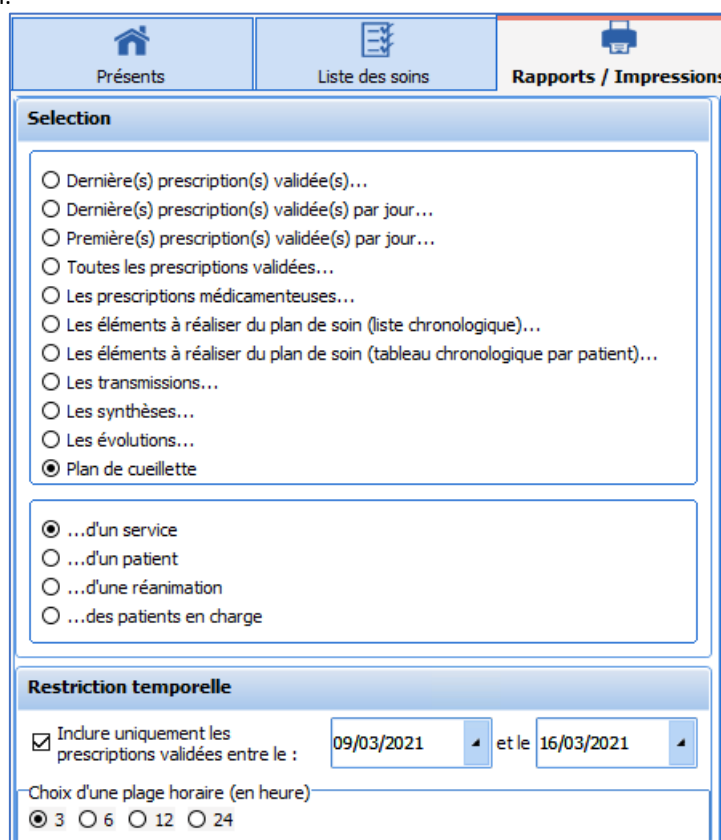 Présents
Liste des soins
Rapports / Impressions
Selection
Dernière(s) prescription(s) validée(s)...
Dernière(s) prescription(s) validée(s) par jour...
Première(s) prescription(s) validée(s) par jour...
Toutes les prescriptions validées...
Les prescriptions médicamenteuses...
Les éléments à réaliser du plan de soin (liste chronologique)...
Les éléments à réaliser du plan de soin (tableau chronologique par patient)...
Les transmissions...
Les synthèses...
Les évolutions...
Plan de cueillette
...d'un service
...d'un patient
...d'une réanimation
...des patients en charge
Restriction temporelle
Inclure uniquement les
prescriptions validées entre le : 09/03/2021 et le 16/03/2021
Choix d'une plage horaire (en heure)
3 6 12 24